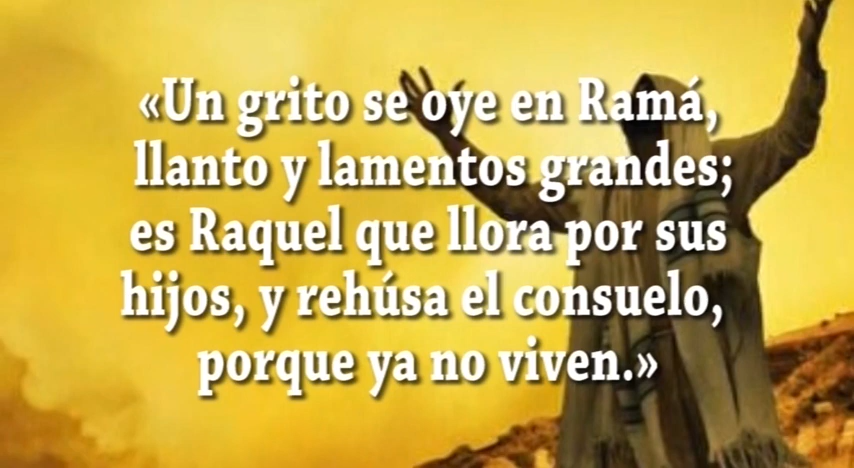 «Un grito se oye en Ramá,
llanto y lamentos grandes;
es Raquel que llora por sus
hijos, y rehúsa el consuelo,
porque ya no viven.»